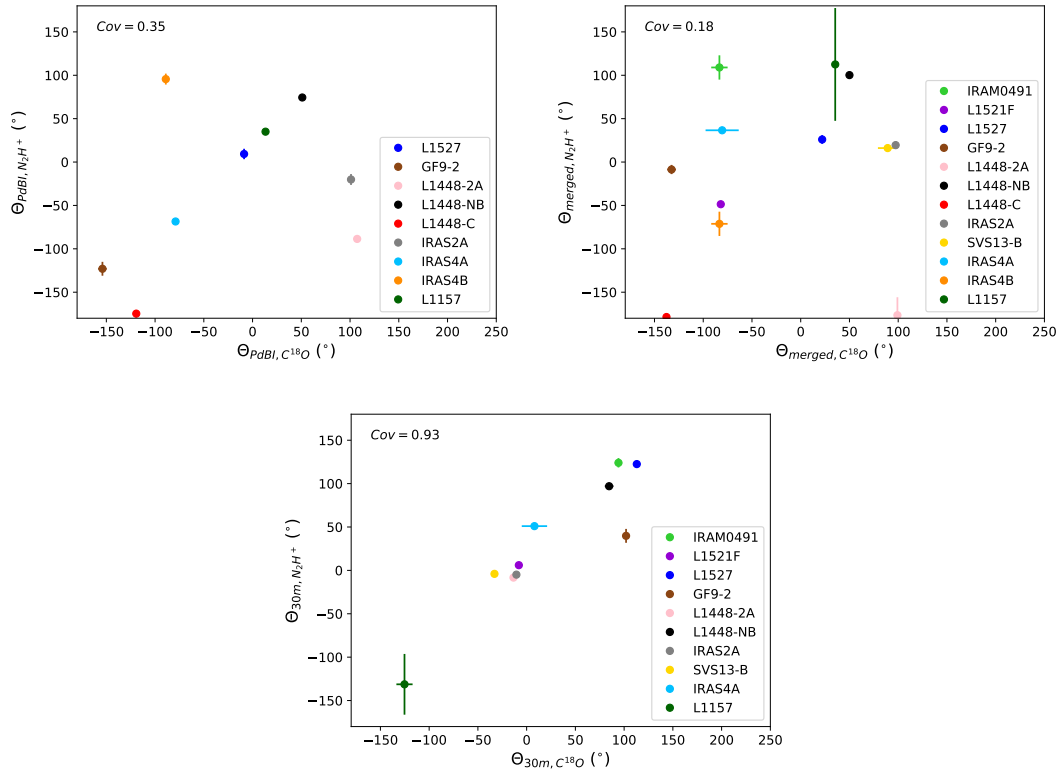 Cov = 0.35
150
100
50
0
−50
−100
−150
Θ_{PdBI, N₂H⁺} (°)
L1527
GF9-2
L1448-2A
L1448-NB
L1448-C
IRAS2A
IRAS4A
IRAS4B
L1157
−150 −100 −50 0 50 100 150 200 250
Θ_{PdBI, C¹⁸O} (°)
Cov = 0.18
150
100
50
0
−50
−100
−150
Θ_{merged, N₂H⁺} (°)
IRAM0491
L1521F
L1527
GF9-2
L1448-2A
L1448-NB
L1448-C
IRAS2A
SVS13-B
IRAS4A
IRAS4B
L1157
−150 −100 −50 0 50 100 150 200 250
Θ_{merged, C¹⁸O} (°)
Cov = 0.93
150
100
50
0
−50
−100
−150
Θ_{30m, N₂H⁺} (°)
IRAM0491
L1521F
L1527
GF9-2
L1448-2A
L1448-NB
IRAS2A
SVS13-B
IRAS4A
L1157
−150 −100 −50 0 50 100 150 200 250
Θ_{30m, C¹⁸O} (°)